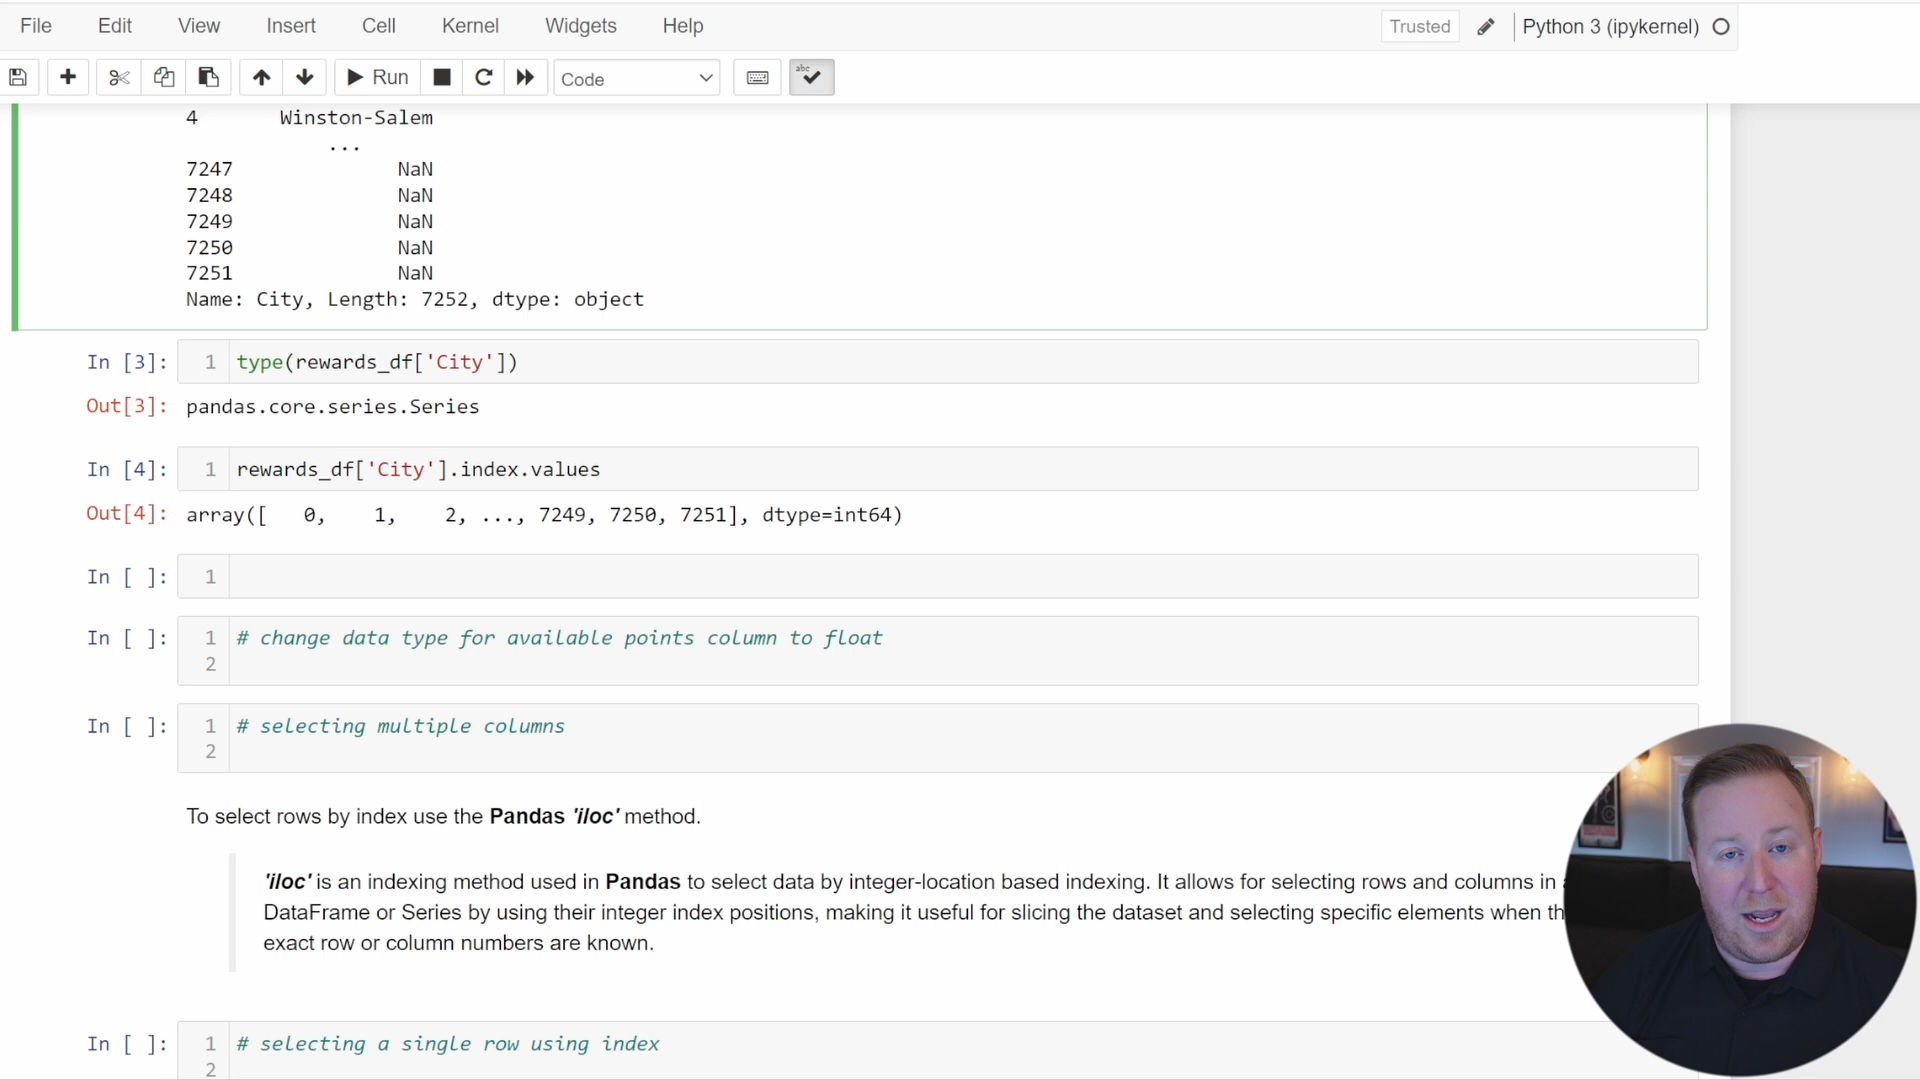 File Edit View Insert Cell Kernel Widgets Help Trusted Python 3 (ipykernel)
Run Code abc
4 Winston-Salem
...
7247 NaN
7248 NaN
7249 NaN
7250 NaN
7251 NaN
Name: City, Length: 7252, dtype: object
In [3]: 1 type(rewards_df['City'])
Out[3]: pandas.core.series.Series
In [4]: 1 rewards_df['City'].index.values
Out[4]: array([ 0, 1, 2, ..., 7249, 7250, 7251], dtype=int64)
In [ ]: 1
In [ ]: 1 # change data type for available points column to float
2
In [ ]: 1 # selecting multiple columns
2
To select rows by index use the Pandas 'iloc' method.
'iloc' is an indexing method used in Pandas to select data by integer-location based indexing. It allows for selecting rows and columns in
DataFrame or Series by using their integer index positions, making it useful for slicing the dataset and selecting specific elements when
exact row or column numbers are known.
In [ ]: 1 # selecting a single row using index
2